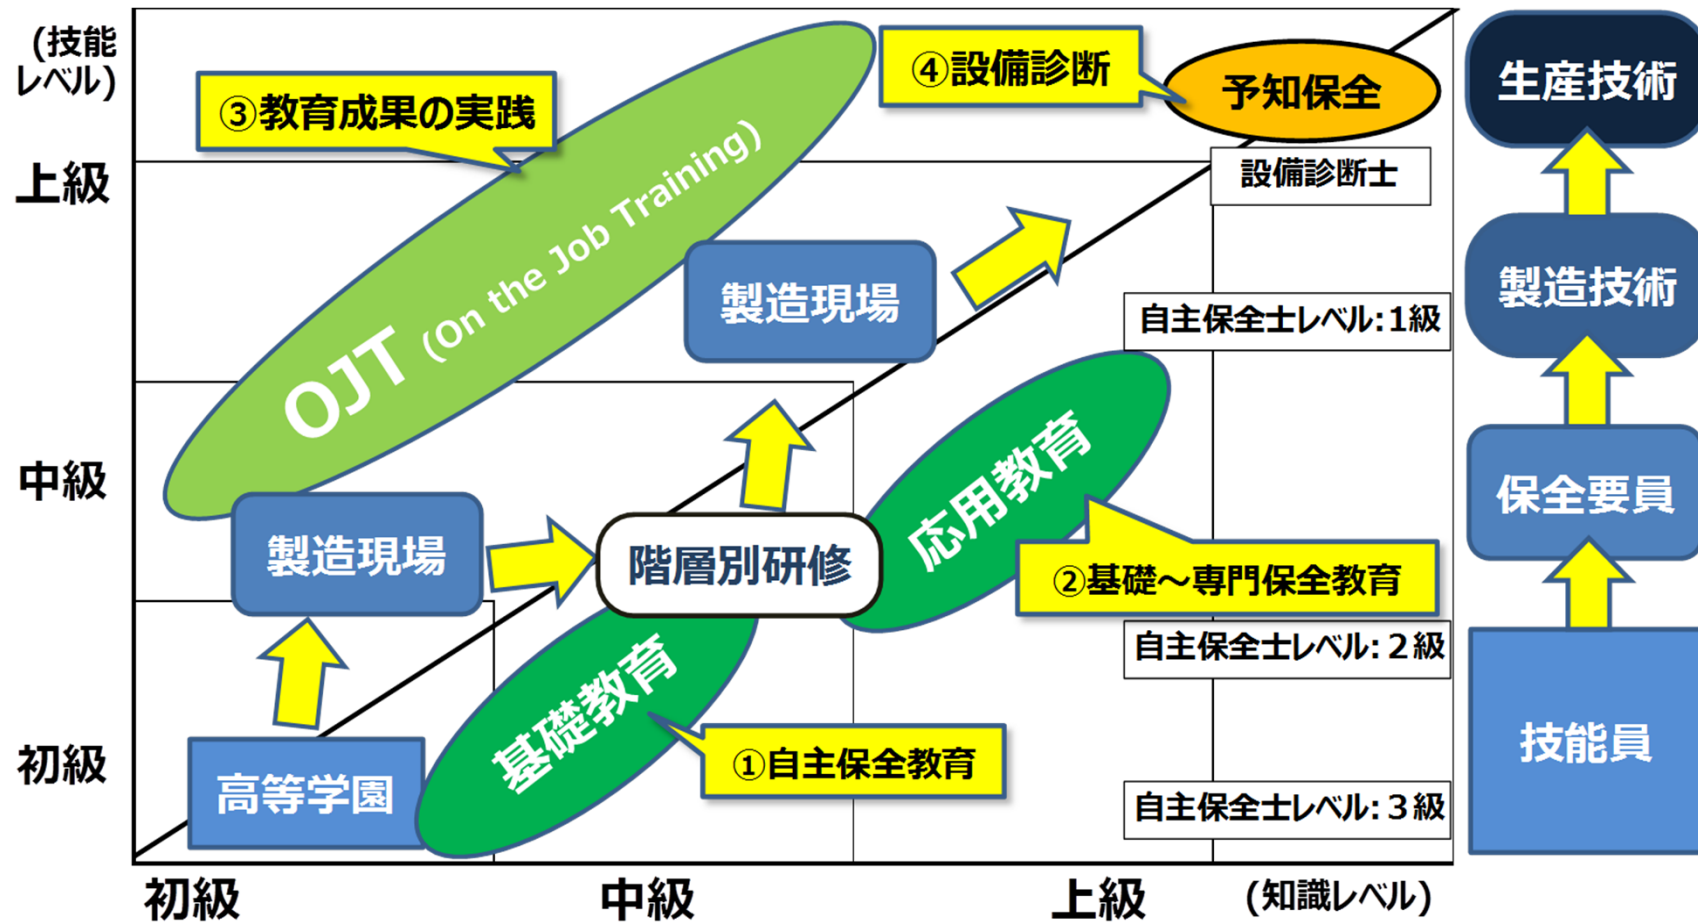 (技能
レベル)
上級
中級
初級
③教育成果の実践
OJT (On the Job Training)
④設備診断
予知保全
設備診断士
製造現場
自主保全士レベル:1級
応用教育
②基礎～専門保全教育
製造現場
階層別研修
自主保全士レベル:2級
基礎教育
①自主保全教育
高等学園
自主保全士レベル:3級
初級
中級
上級
(知識レベル)
生産技術
製造技術
保全要員
技能員